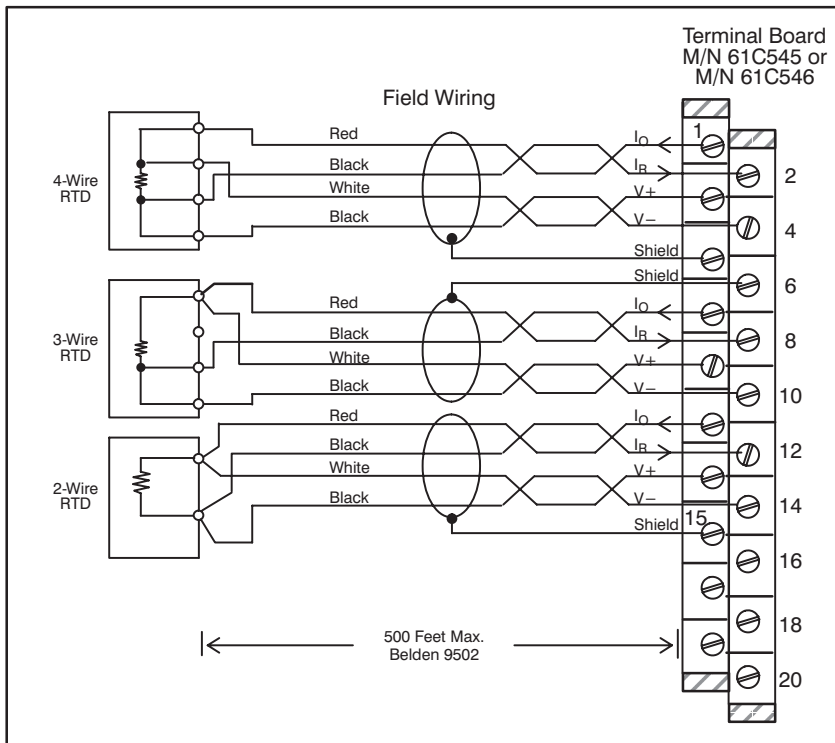 Terminal Board
M/N 61C545 or
M/N 61C546
Field Wiring
4-Wire
RTD
Red
Black
White
Black
IO
IR
V+
V−
Shield
1
2
4
3-Wire
RTD
Shield
Red
Black
White
Black
IO
IR
V+
V−
6
8
10
2-Wire
RTD
Red
Black
White
Black
IO
IR
V+
V−
Shield
12
14
15
16
18
20
500 Feet Max.
Belden 9502